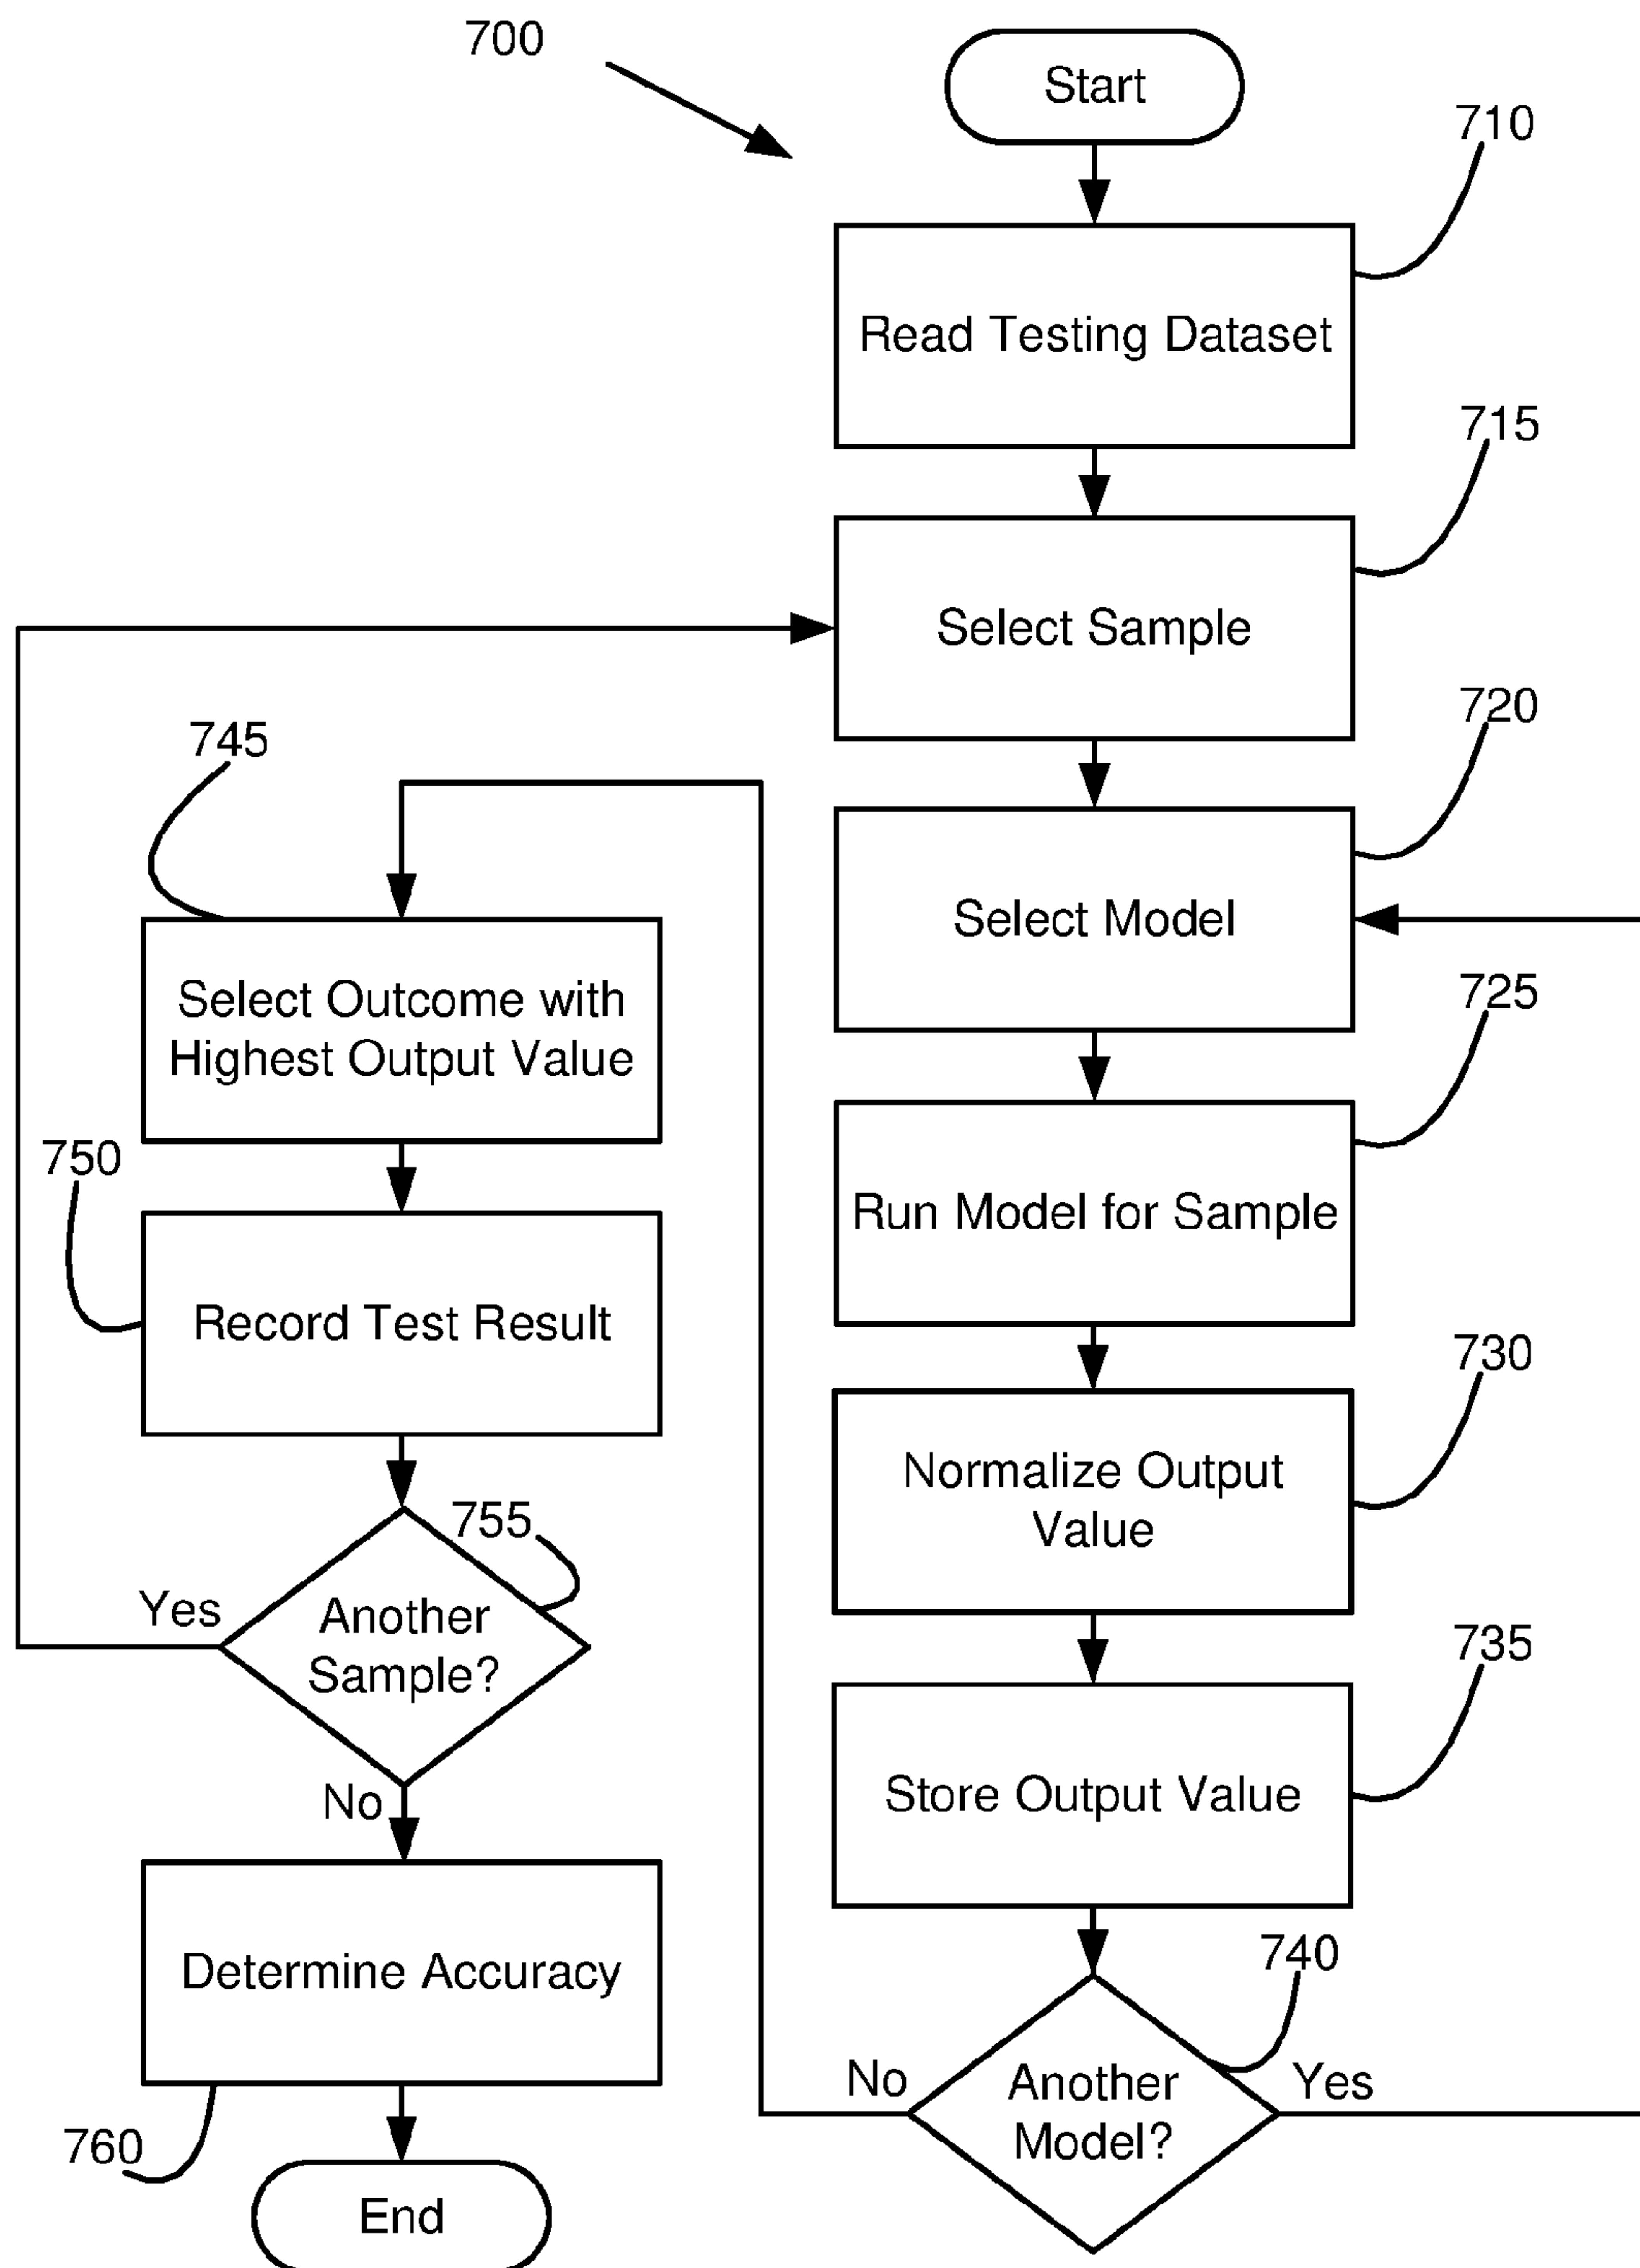 700
Start
710
Read Testing Dataset
715
Select Sample
720
Select Model
725
Run Model for Sample
730
Normalize Output
Value
735
Store Output Value
740
Another
Model?
No
Yes
745
Select Outcome with
Highest Output Value
750
Record Test Result
755
Another
Sample?
Yes
No
Determine Accuracy
760
End